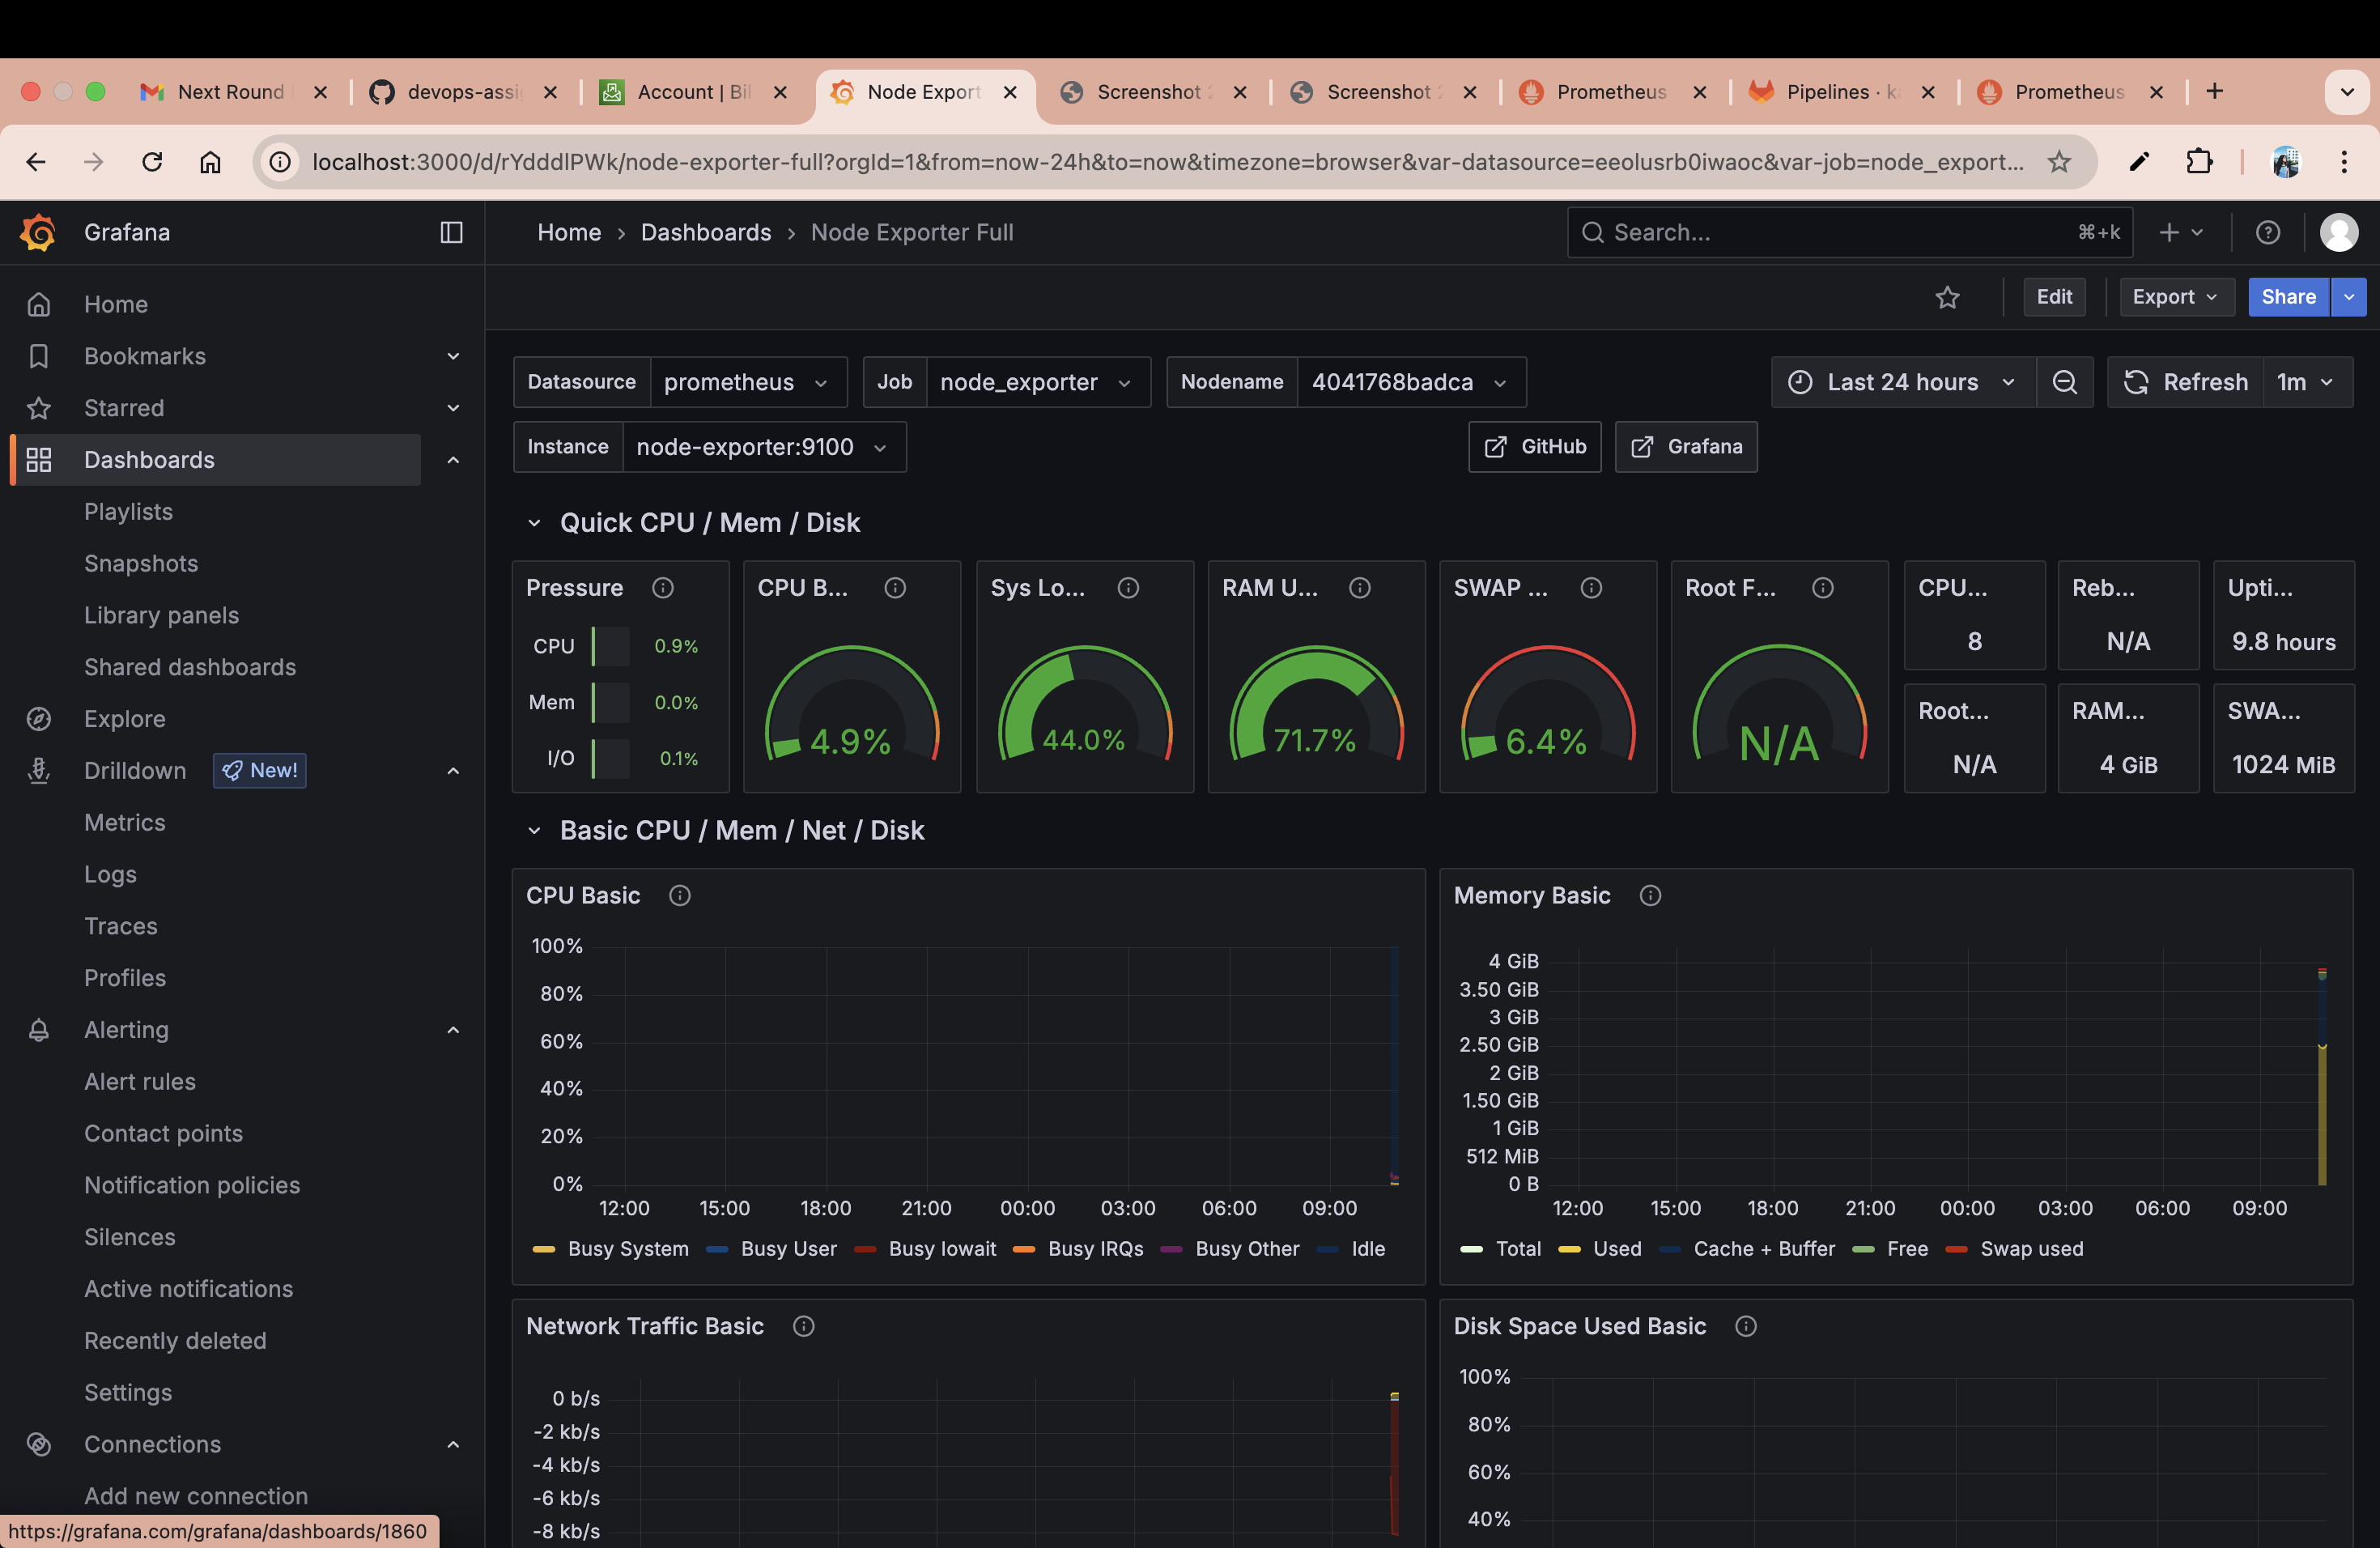 Next Round
devops-assi
Account | Bil
Node Export
Screenshot 2
Screenshot 2
Prometheus
Pipelines · ka
Prometheus
localhost:3000/d/rYdddlPWk/node-exporter-full?orgId=1&from=now-24h&to=now&timezone=browser&var-datasource=eeolusrb0iwaoc&var-job=node_export...
Grafana
Home › Dashboards › Node Exporter Full
Search...
⌘+k
Edit
Export
Share
Home
Bookmarks
Starred
Dashboards
Playlists
Snapshots
Library panels
Shared dashboards
Explore
Drilldown New!
Metrics
Logs
Traces
Profiles
Alerting
Alert rules
Contact points
Notification policies
Silences
Active notifications
Recently deleted
Settings
Connections
Add new connection
https://grafana.com/grafana/dashboards/1860
Datasource prometheus
Job node_exporter
Nodename 4041768badca
Last 24 hours
Refresh 1m
Instance node-exporter:9100
GitHub
Grafana
Quick CPU / Mem / Disk
Pressure
CPU 0.9%
Mem 0.0%
I/O 0.1%
CPU B...
4.9%
Sys Lo...
44.0%
RAM U...
71.7%
SWAP ...
6.4%
Root F...
N/A
CPU...
8
Reb...
N/A
Upti...
9.8 hours
Root...
N/A
RAM...
4 GiB
SWA...
1024 MiB
Basic CPU / Mem / Net / Disk
CPU Basic
100%
80%
60%
40%
20%
0%
12:00 15:00 18:00 21:00 00:00 03:00 06:00 09:00
Busy System Busy User Busy Iowait Busy IRQs Busy Other Idle
Memory Basic
4 GiB
3.50 GiB
3 GiB
2.50 GiB
2 GiB
1.50 GiB
1 GiB
512 MiB
0 B
12:00 15:00 18:00 21:00 00:00 03:00 06:00 09:00
Total Used Cache + Buffer Free Swap used
Network Traffic Basic
0 b/s
-2 kb/s
-4 kb/s
-6 kb/s
-8 kb/s
Disk Space Used Basic
100%
80%
60%
40%